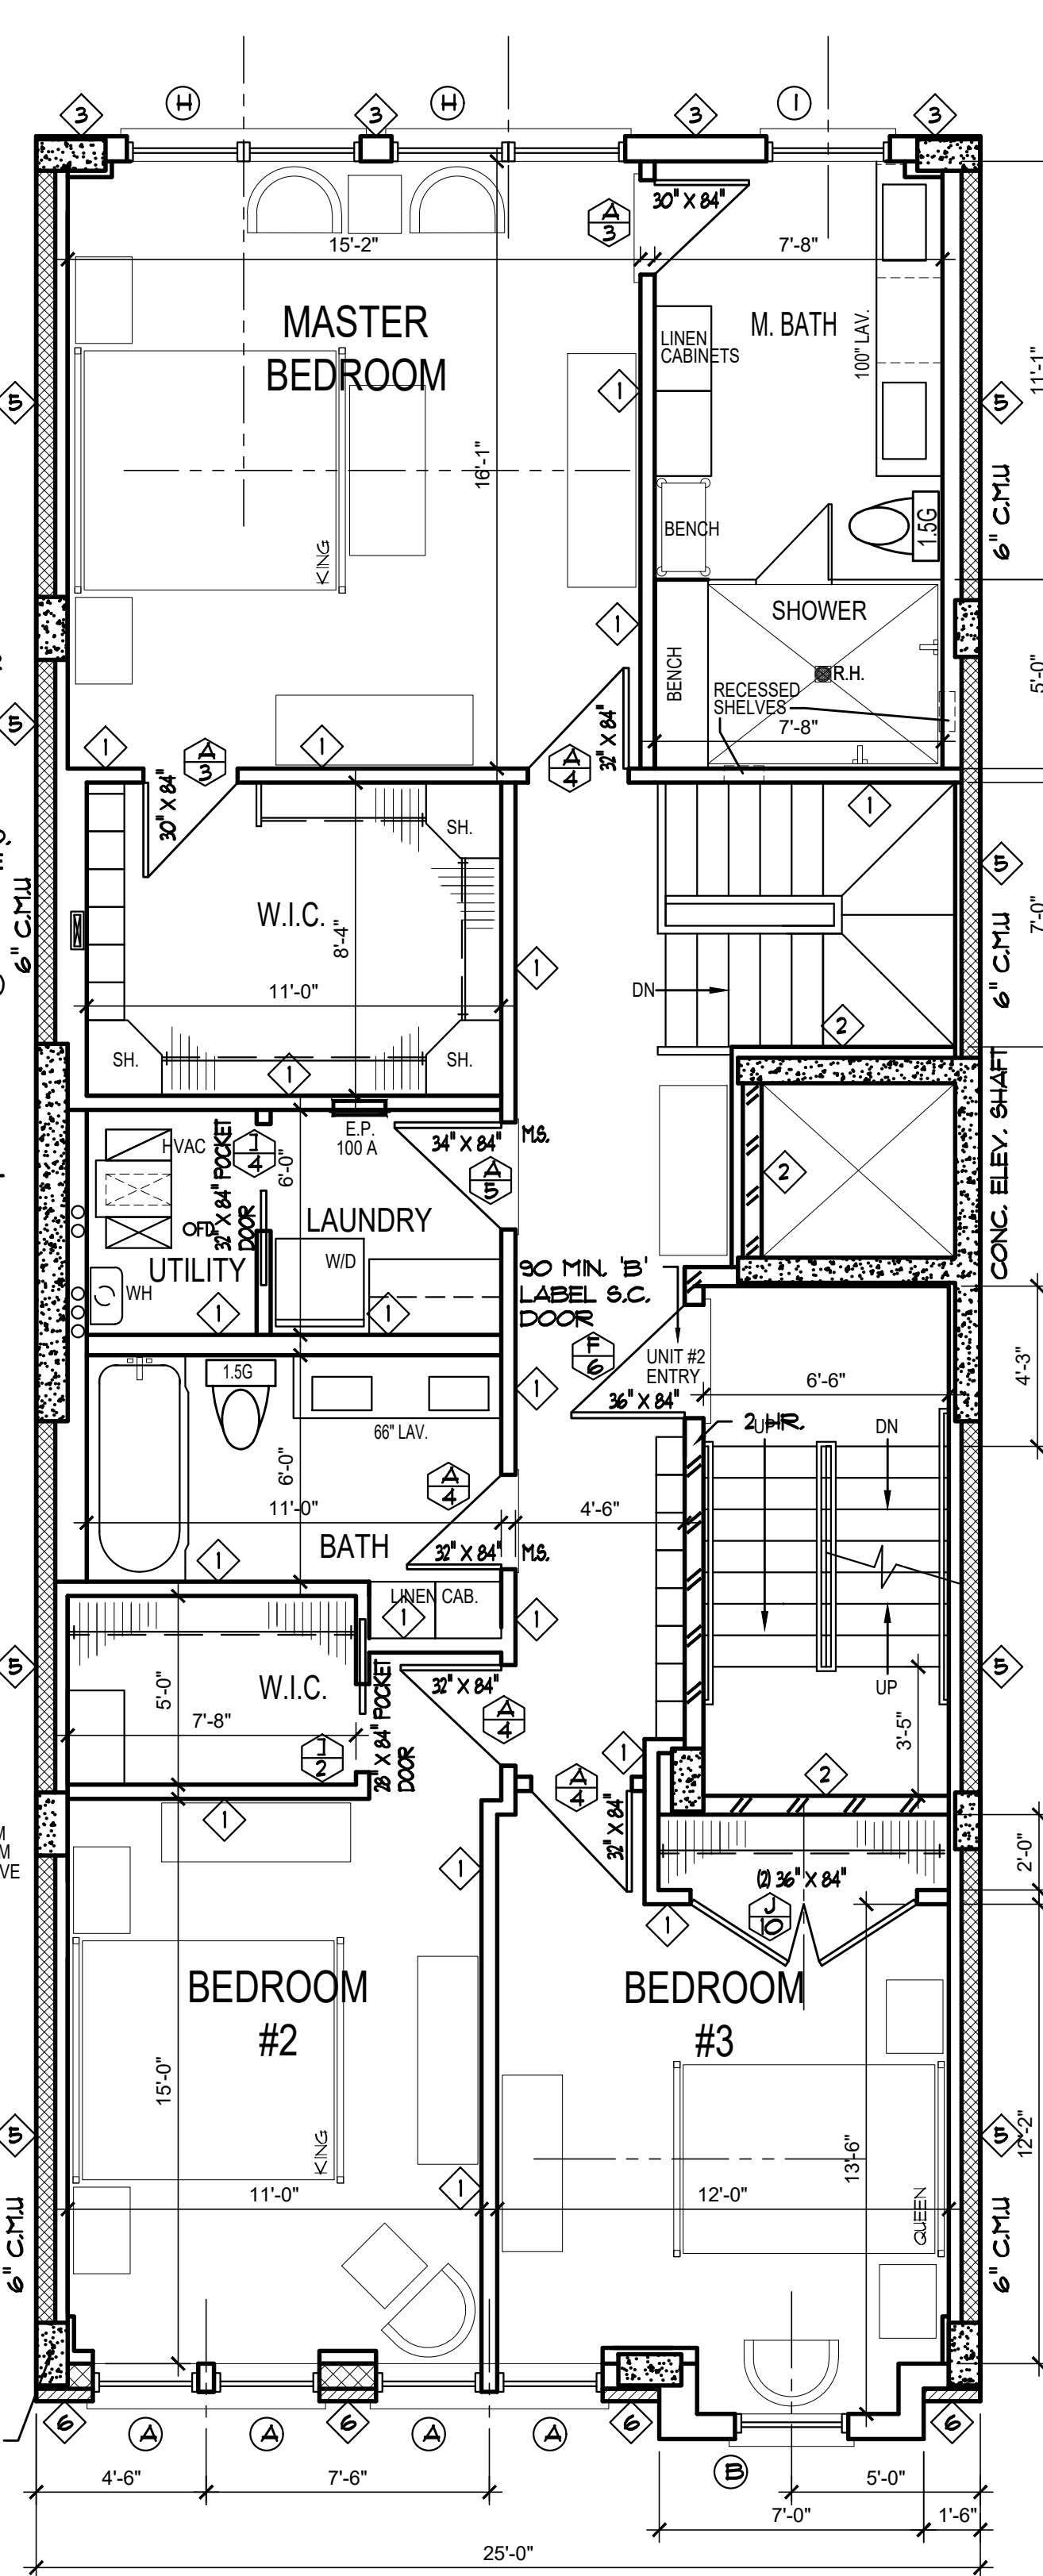 3
H
3
H
3
I
3
30" X 84"
A
3
15'-2"
7'-8"
MASTER
BEDROOM
M. BATH
LINEN
CABINETS
100" LAV.
11'-1"
5
1
5
16'-1"
6" C.M.U
KING
BENCH
1.5G
SHOWER
1
BENCH
R.H.
RECESSED
SHELVES
5'-0"
5
7'-8"
1
A
3
1
A
4
32" X 84"
30" X 84"
1
SH.
5
6" C.M.U
W.I.C.
8'-4"
7'-0"
6" C.M.U
1
11'-0"
DN
2
SH.
1
SH.
CONC. ELEV. SHAFT
E.P.
100 A
34" X 84"
M.S.
HVAC
32" X 84" POCKET
DOOR
J
4
6'-0"
A
5
2
OFD
LAUNDRY
UTILITY
W/D
WH
1
1
90 MIN. 'B'
LABEL S.C.
DOOR
F
6
UNIT #2
ENTRY
36" X 84"
6'-6"
4'-3"
1.5G
1
66" LAV.
2 HR.
UP
DN
6'-0"
A
4
11'-0"
4'-6"
BATH
32" X 84"
M.S.
1
LINEN CAB.
1
1
5
W.I.C.
5'-0"
7'-8"
28" X 84" POCKET
DOOR
32" X 84"
A
4
5
UP
3'-5"
J
2
1
A
4
2
1
32" X 84"
M
M
VE
1
(2) 36" X 84"
2'-0"
J
10
1
BEDROOM
#2
BEDROOM
#3
15'-0"
5
KING
5
12'-2"
13'-6"
1
11'-0"
12'-0"
QUEEN
6" C.M.U
6" C.M.U
6
A
A
6
A
A
6
6
B
4'-6"
7'-6"
5'-0"
7'-0"
1'-6"
25'-0"